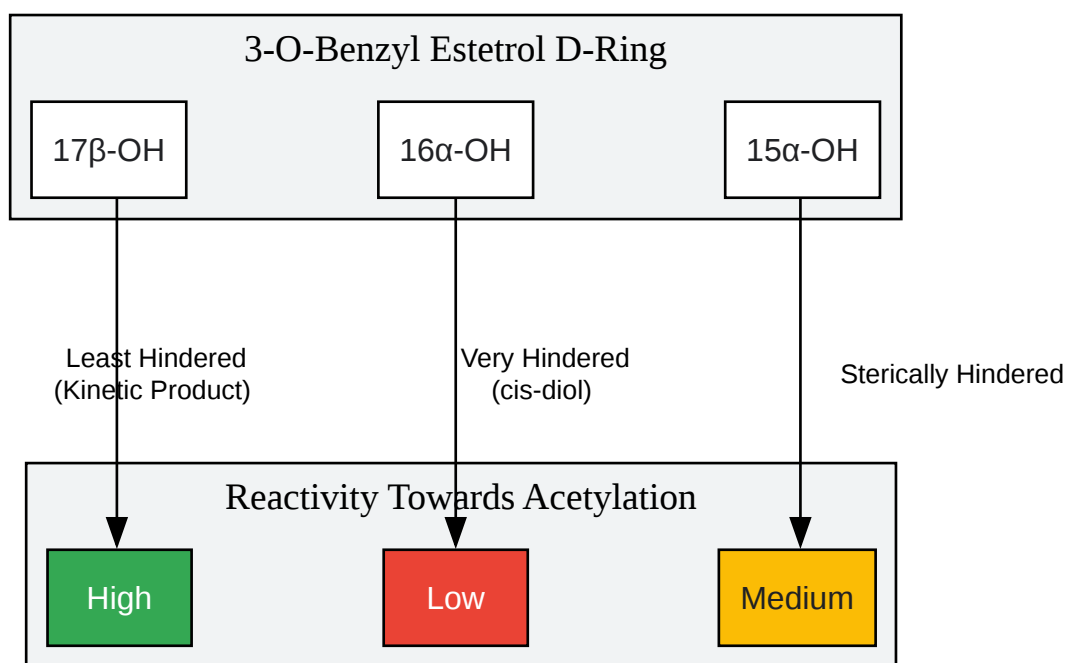 3-O-Benzyl Estetrol D-Ring
17β-OH
16α-OH
15α-OH
Least Hindered
(Kinetic Product)
Very Hindered
(cis-diol)
Sterically Hindered
Reactivity Towards Acetylation
High
Low
Medium